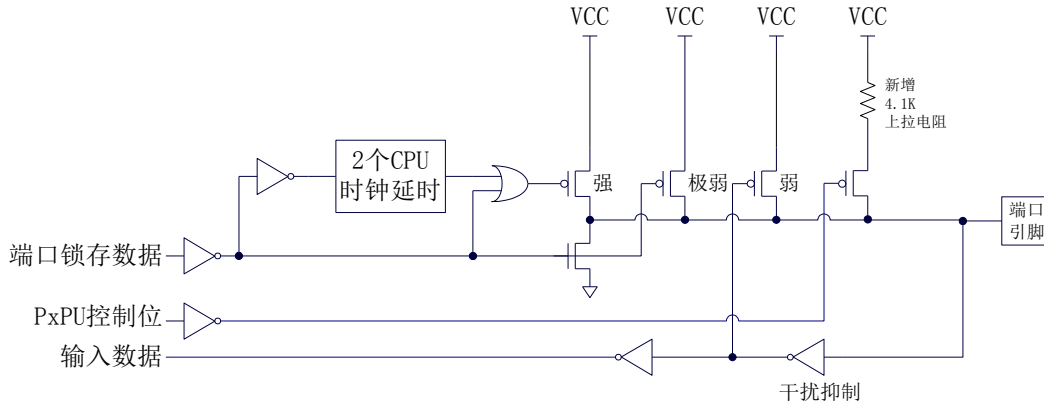 VCC VCC VCC VCC
新增
4.1K
上拉电阻
2个CPU
时钟延时
强
极弱
弱
端口
引脚
端口锁存数据
PxPU控制位
输入数据
干扰抑制